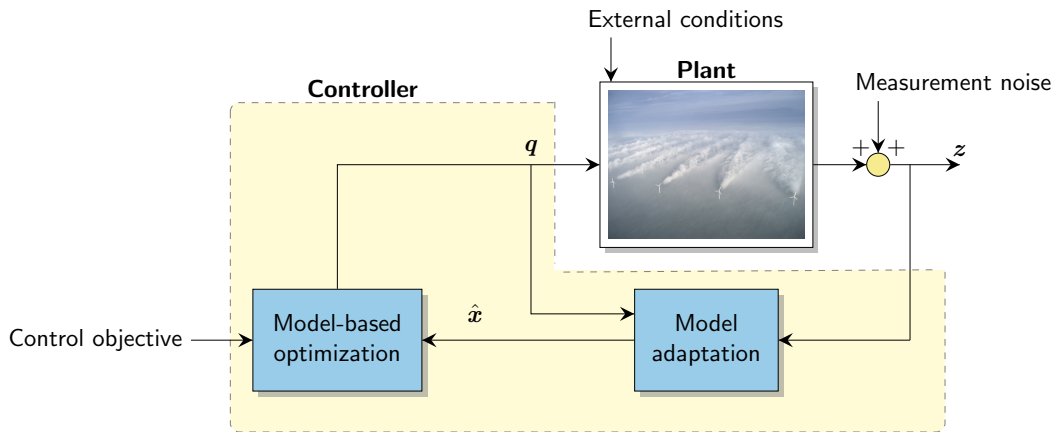 External conditions
Plant
Controller
Measurement noise
q
+ +
z
Model-based
optimization
x̂
Model
adaptation
Control objective